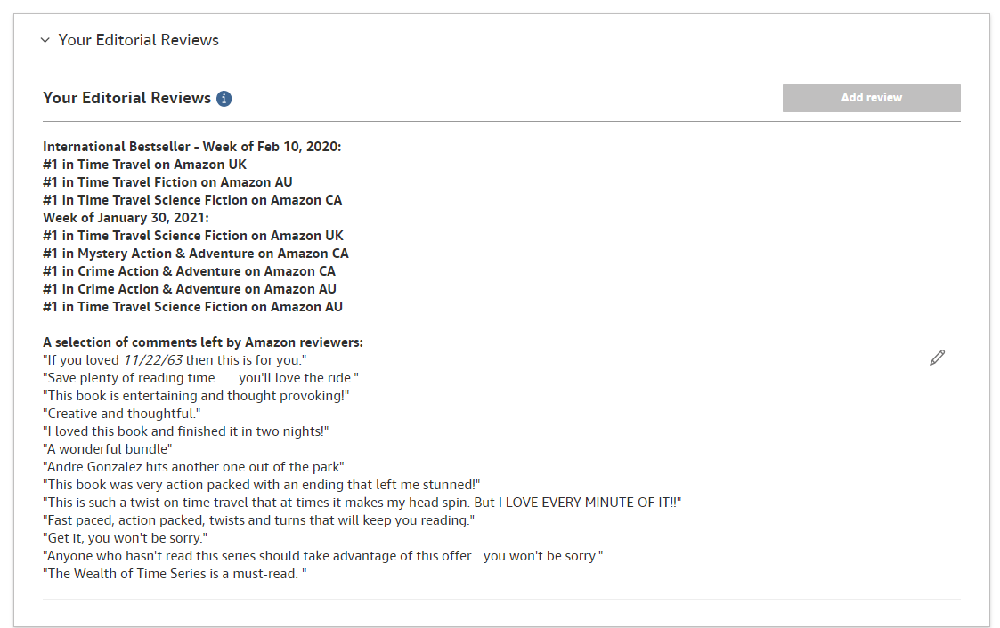 Your Editorial Reviews
Your Editorial Reviews i
Add review
International Bestseller - Week of Feb 10, 2020:
#1 in Time Travel on Amazon UK
#1 in Time Travel Fiction on Amazon AU
#1 in Time Travel Science Fiction on Amazon CA
Week of January 30, 2021:
#1 in Time Travel Science Fiction on Amazon UK
#1 in Mystery Action & Adventure on Amazon CA
#1 in Crime Action & Adventure on Amazon CA
#1 in Crime Action & Adventure on Amazon AU
#1 in Time Travel Science Fiction on Amazon AU
A selection of comments left by Amazon reviewers:
"If you loved 11/22/63 then this is for you."
"Save plenty of reading time . . . you'll love the ride."
"This book is entertaining and thought provoking!"
"Creative and thoughtful."
"I loved this book and finished it in two nights!"
"A wonderful bundle"
"Andre Gonzalez hits another one out of the park"
"This book was very action packed with an ending that left me stunned!"
"This is such a twist on time travel that at times it makes my head spin. But I LOVE EVERY MINUTE OF IT!!"
"Fast paced, action packed, twists and turns that will keep you reading."
"Get it, you won't be sorry."
"Anyone who hasn't read this series should take advantage of this offer....you won't be sorry."
"The Wealth of Time Series is a must-read. "